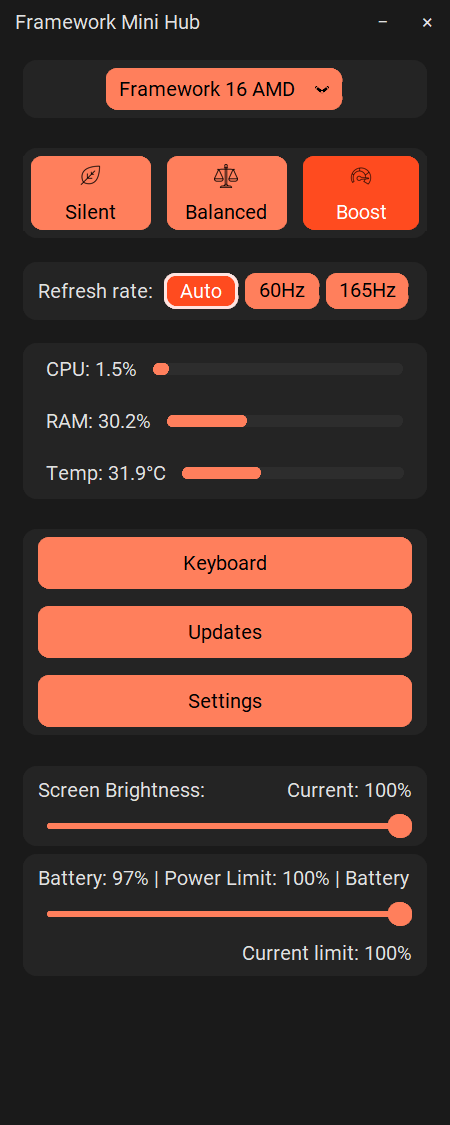 Framework Mini Hub
Framework 16 AMD
Silent Balanced Boost
Refresh rate: Auto 60Hz 165Hz
CPU: 1.5%
RAM: 30.2%
Temp: 31.9°C
Keyboard
Updates
Settings
Screen Brightness: Current: 100%
Battery: 97% | Power Limit: 100% | Battery
Current limit: 100%